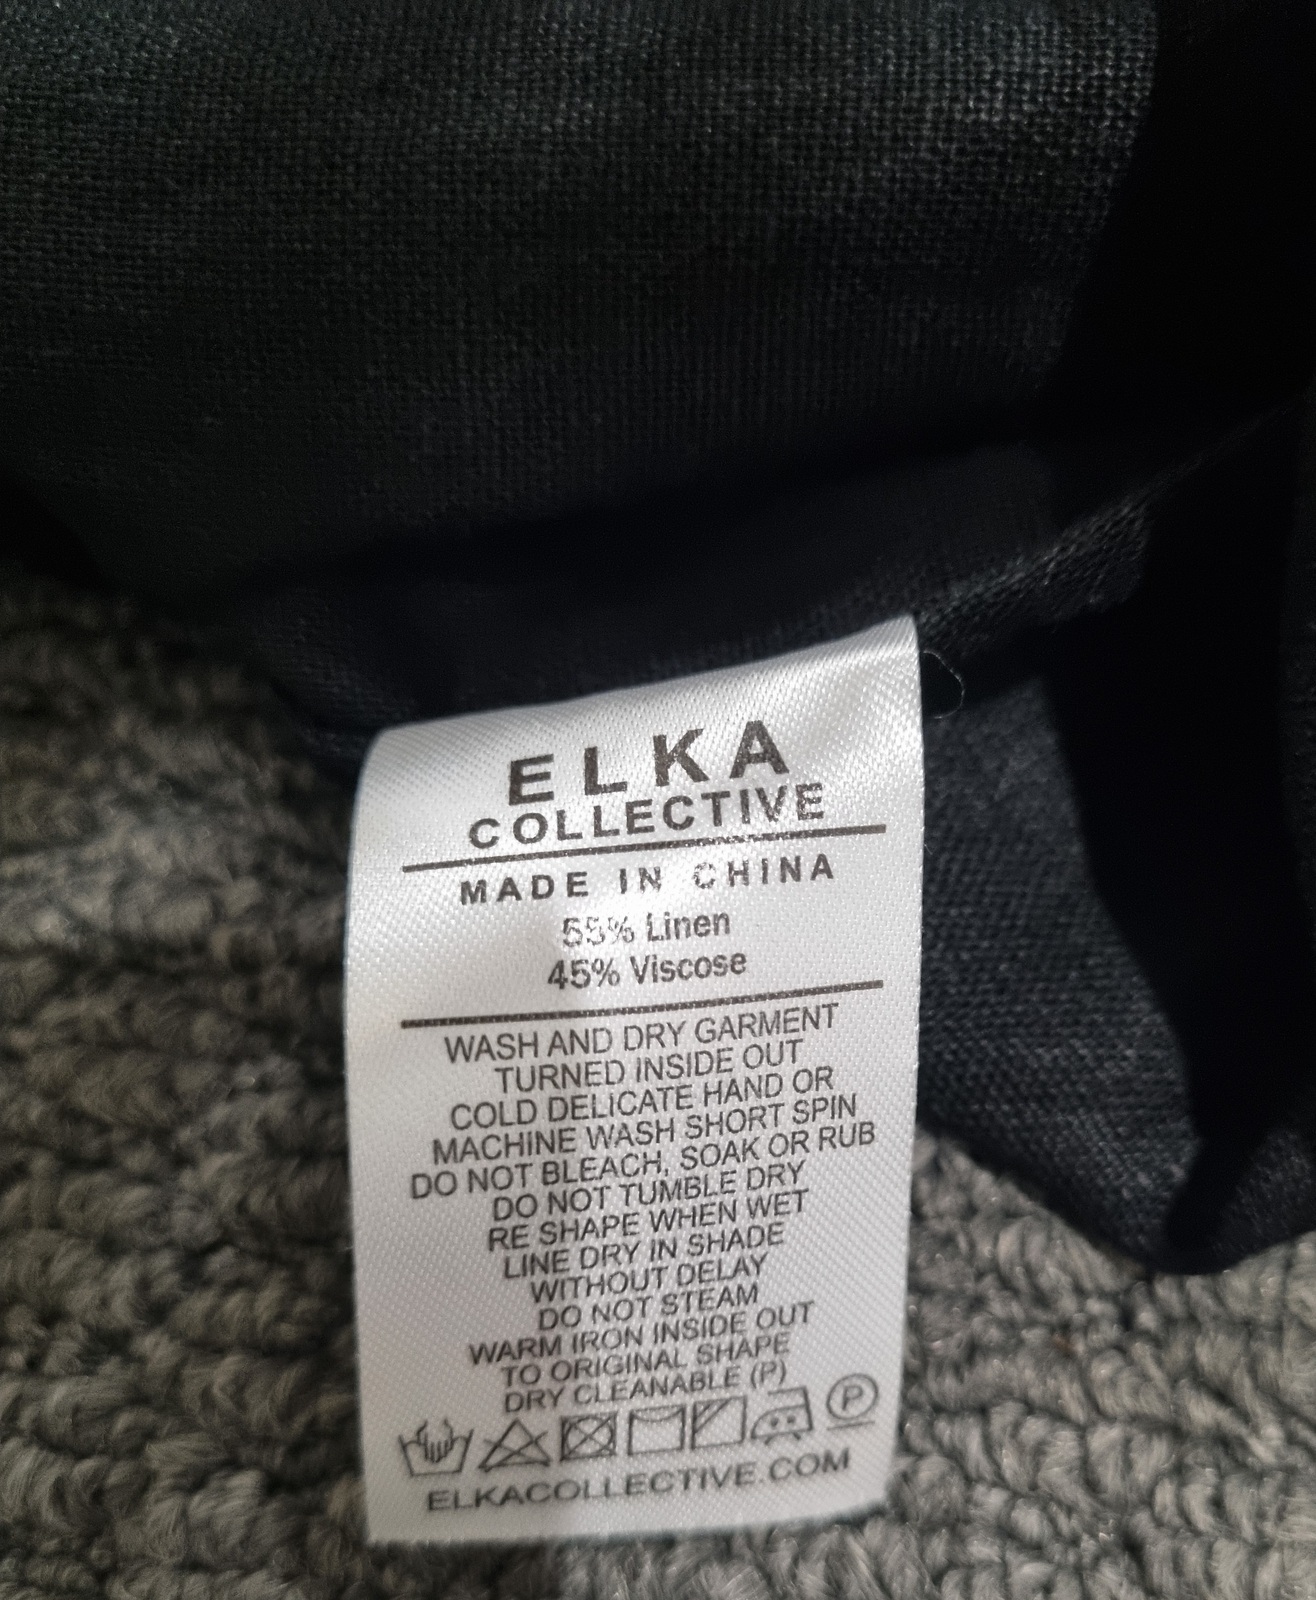 ELKA
COLLECTIVE
MADE IN CHINA
55% Linen
45% Viscose
WASH AND DRY GARMENT
TURNED INSIDE OUT
COLD DELICATE HAND OR
MACHINE WASH SHORT SPIN
DO NOT BLEACH, SOAK OR RUB
DO NOT TUMBLE DRY
RE SHAPE WHEN WET
LINE DRY IN SHADE
WITHOUT DELAY
DO NOT STEAM
WARM IRON INSIDE OUT
TO ORIGINAL SHAPE
DRY CLEANABLE (P)
P
ELKACOLLECTIVE.COM